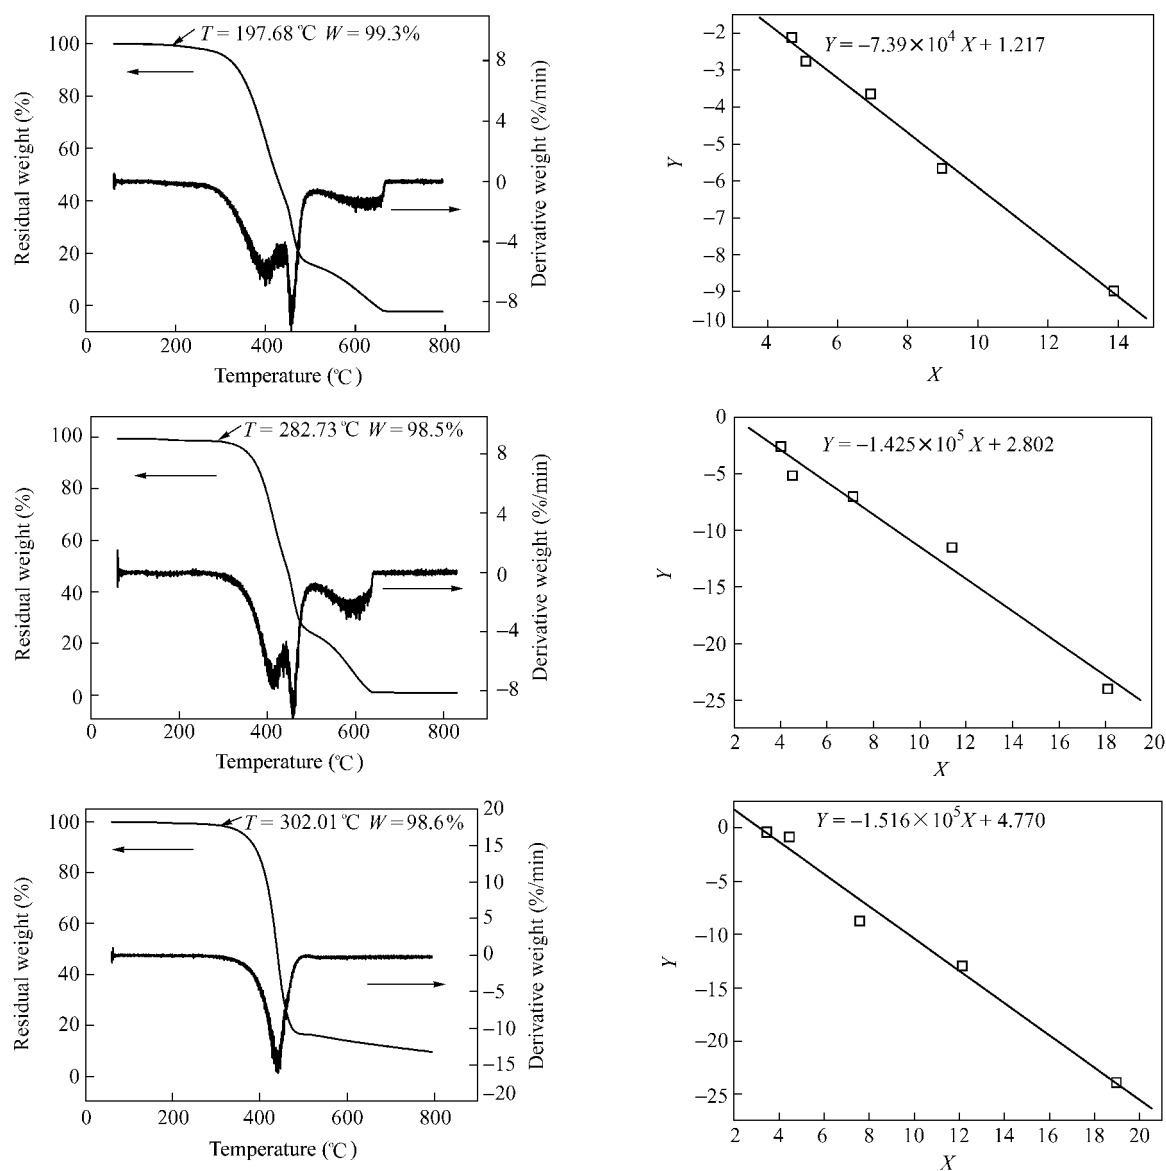 T = 197.68 ℃ W = 99.3%
100
80
60
40
20
0
8
4
0
−4
−8
Residual weight (%)
Derivative weight (%/min)
0 200 400 600 800
Temperature (℃)
Y = −7.39×10⁴ X + 1.217
−2
−3
−4
−5
−6
−7
−8
−9
−10
Y
4 6 8 10 12 14
X
T = 282.73 ℃ W = 98.5%
100
80
60
40
20
0
8
4
0
−4
−8
Residual weight (%)
Derivative weight (%/min)
0 200 400 600 800
Temperature (℃)
Y = −1.425×10⁵ X + 2.802
0
−5
−10
−15
−20
−25
Y
2 4 6 8 10 12 14 16 18 20
X
T = 302.01 ℃ W = 98.6%
100
80
60
40
20
0
20
15
10
5
0
−5
−10
−15
−20
Residual weight (%)
Derivative weight (%/min)
0 200 400 600 800
Temperature (℃)
Y = −1.516×10⁵X + 4.770
0
−5
−10
−15
−20
−25
Y
2 4 6 8 10 12 14 16 18 20
X